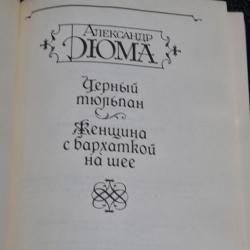 Александр
Дюма
Черный
тюльпан
Женщина
с бархаткой
на шее